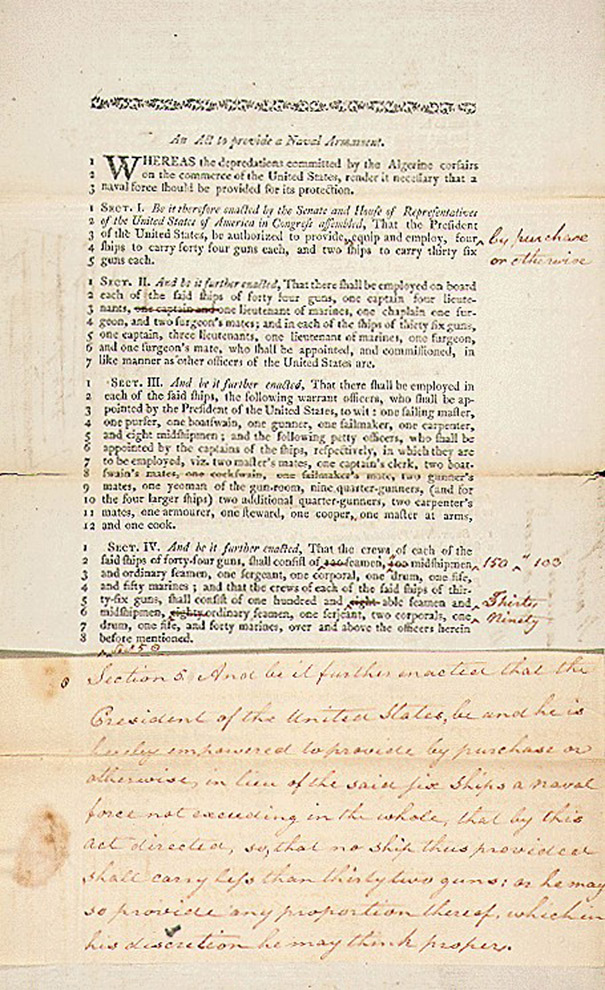 An Act to provide a Naval Armament.
1 WHEREAS the depredations committed by the Algerine corsairs
2 on the commerce of the United States, render it necessary that a
3 naval force should be provided for its protection.
1 SECT. I. Be it therefore enacted by the Senate and House of Representatives
2 of the United States of America in Congress assembled, That the President
3 of the United States, be authorized to provide, equip and employ, four by purchase
4 ships to carry forty four guns each, and two ships to carry thirty six or otherwise
5 guns each.
1 SECT. II. And be it further enacted, That there shall be employed on board
2 each of the said ships of forty four guns, one captain four lieute-
3 nants, one captain and one lieutenant of marines, one chaplain one sur-
4 geon, and two surgeon's mates; and in each of the ships of thirty six guns,
5 one captain, three lieutenants, one lieutenant of marines, one surgeon,
6 and one surgeon's mate, who shall be appointed, and commissioned, in
7 like manner as other officers of the United States are.
1 SECT. III. And be it further enacted, That there shall be employed in
2 each of the said ships, the following warrant officers, who shall be ap-
3 pointed by the President of the United States, to wit: one sailing master,
4 one purser, one boatswain, one gunner, one sailmaker, one carpenter,
5 and eight midshipmen; and the following petty officers, who shall be
6 appointed by the captains of the ships, respectively, in which they are
7 to be employed, viz. two master's mates, one captain's clerk, two boat-
8 swain's mates, one cockswain, one sailmaker's mate, two gunner's
9 mates, one yeoman of the gun-room, nine quarter-gunners, (and for
10 the four larger ships) two additional quarter-gunners, two carpenter's
11 mates, one armourer, one steward, one cooper, one master at arms,
12 and one cook.
1 SECT. IV. And be it further enacted, That the crews of each of the
2 said ships of forty-four guns, shall consist of seamen, midshipmen, 150 " 103
3 and ordinary seamen, one sergeant, one corporal, one drum, one fife,
4 and fifty marines; and that the crews of each of the said ships of thir-
5 ty-six guns, shall consist of one hundred and eight able seamen and Thirty
6 midshipmen, eighty ordinary seamen, one serjeant, two corporals, one Ninety
7 drum, one fife, and forty marines, over and above the officers herein
8 before mentioned.
Section 5. And be it further enacted that the
President of the United States, be and he is
hereby empowered to provide by purchase or
otherwise, in lieu of the said six ships a naval
force not exceeding in the whole, that by this
act directed, so, that no ship thus provided
shall carry less than thirty two guns: or he may
so provide any proportion thereof, which in
his discretion he may think proper.